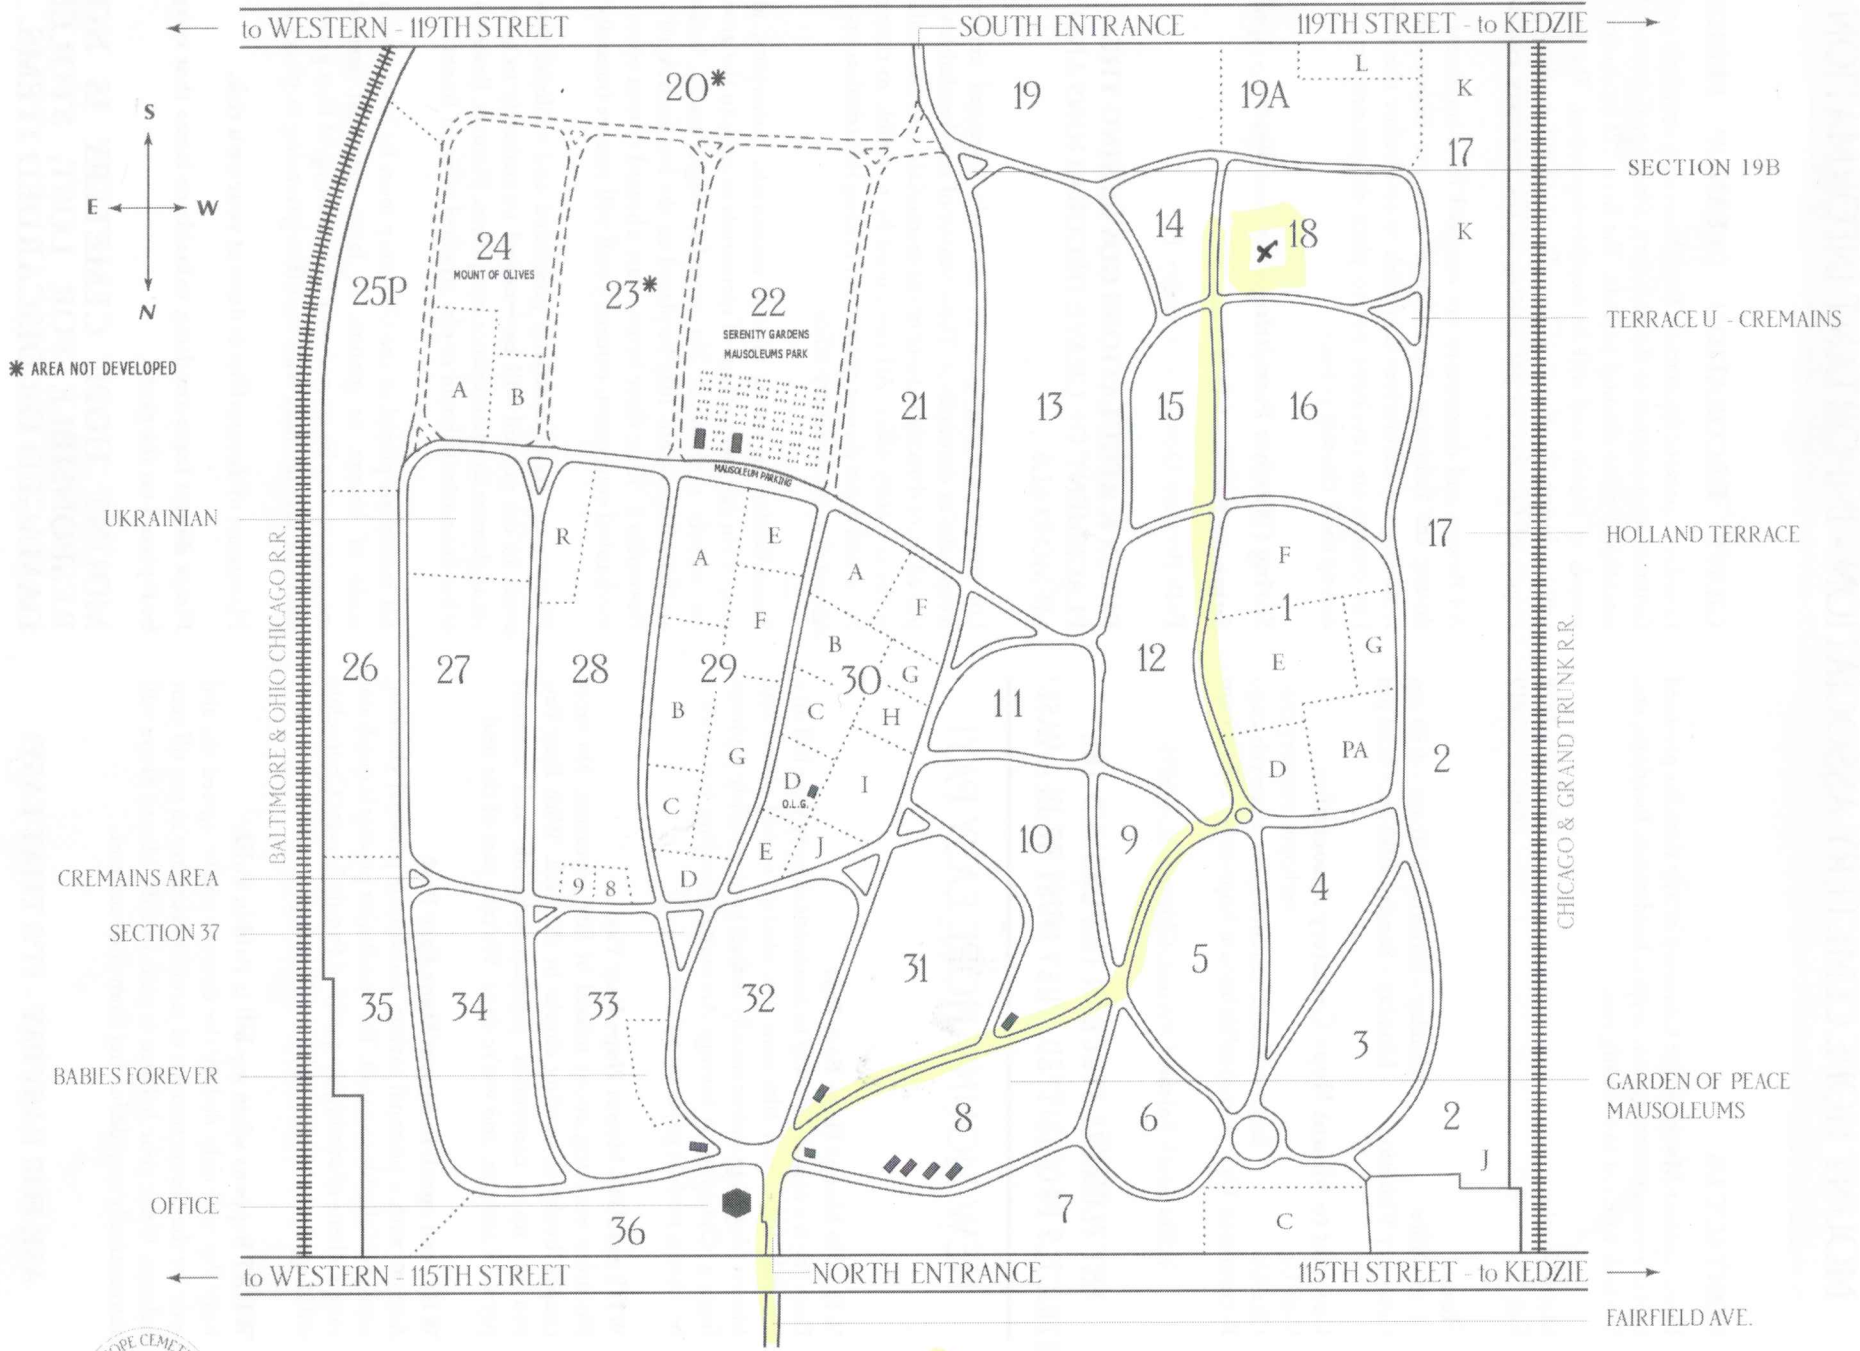 to WESTERN - 119TH STREET
SOUTH ENTRANCE
119TH STREET - to KEDZIE
S
E
W
N
20*
19
19A
L
K
17
SECTION 19B
14
18
K
24
MOUNT OF OLIVES
25P
23*
22
SERENITY GARDENS
MAUSOLEUMS PARK
TERRACE U - CREMAINS
* AREA NOT DEVELOPED
A
B
21
13
15
16
MAUSOLEUM PARKING
UKRAINIAN
R
A
E
A
F
17
HOLLAND TERRACE
BALTIMORE & OHIO CHICAGO R.R.
CHICAGO & GRAND TRUNK R.R.
F
F
B
1
G
26
27
28
29
30
G
12
E
B
C
H
11
G
D
O.L.G.
I
D
PA
2
C
E
J
10
9
CREMAINS AREA
9
8
D
4
SECTION 37
31
5
35
34
33
32
3
BABIES FOREVER
GARDEN OF PEACE
MAUSOLEUMS
8
6
2
J
OFFICE
36
7
C
to WESTERN - 115TH STREET
NORTH ENTRANCE
115TH STREET - to KEDZIE
FAIRFIELD AVE.